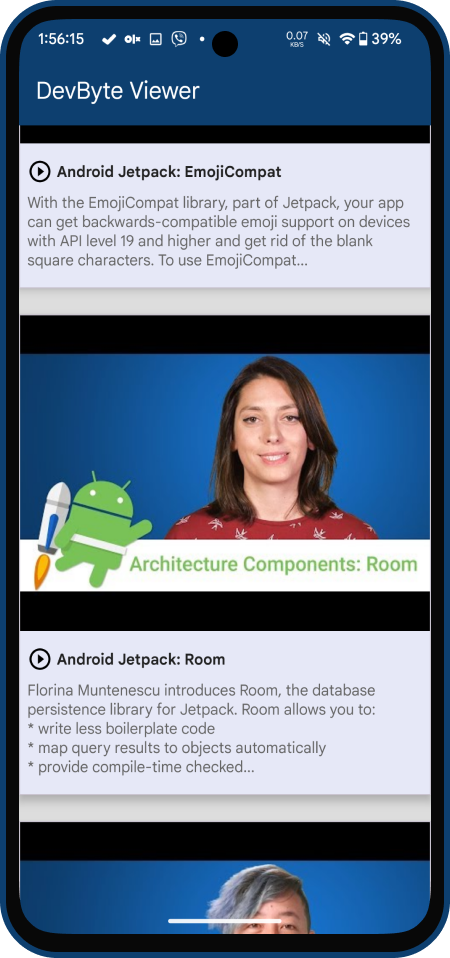 1:56:15
0.07
KB/S
39%
DevByte Viewer
Android Jetpack: EmojiCompat
With the EmojiCompat library, part of Jetpack, your app
can get backwards-compatible emoji support on devices
with API level 19 and higher and get rid of the blank
square characters. To use EmojiCompat...
Architecture Components: Room
Android Jetpack: Room
Florina Muntenescu introduces Room, the database
persistence library for Jetpack. Room allows you to:
* write less boilerplate code
* map query results to objects automatically
* provide compile-time checked...